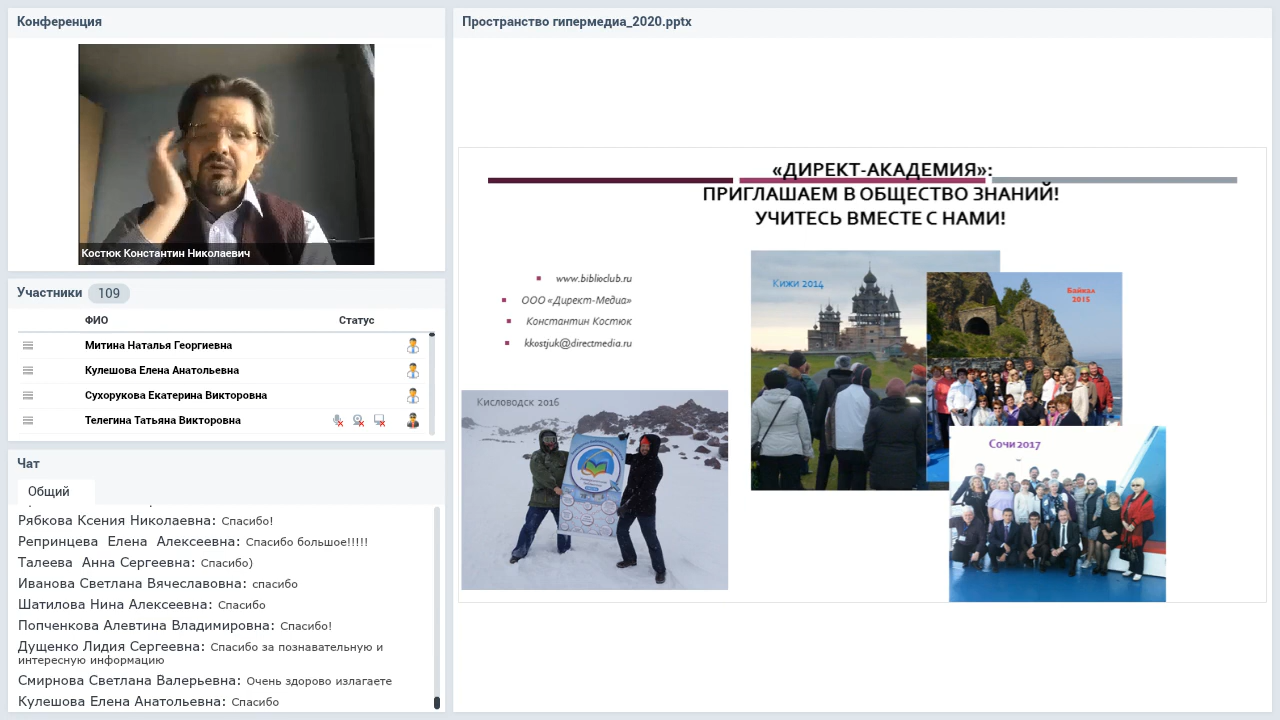 Конференция
Костюк Константин Николаевич
Участники 109
ФИО Статус
Митина Наталья Георгиевна
Кулешова Елена Анатольевна
Сухорукова Екатерина Викторовна
Телегина Татьяна Викторовна
Чат
Общий
Рябкова Ксения Николаевна: Спасибо!
Репринцева Елена Алексеевна: Спасибо большое!!!!!
Талеева Анна Сергеевна: Спасибо)
Иванова Светлана Вячеславовна: спасибо
Шатилова Нина Алексеевна: Спасибо
Попченкова Алевтина Владимировна: Спасибо!
Дущенко Лидия Сергеевна: Спасибо за познавательную и
интересную информацию
Смирнова Светлана Валерьевна: Очень здорово излагаете
Кулешова Елена Анатольевна: Спасибо
Пространство гипермедиа_2020.pptx
«ДИРЕКТ-АКАДЕМИЯ»:
ПРИГЛАШАЕМ В ОБЩЕСТВО ЗНАНИЙ!
УЧИТЕСЬ ВМЕСТЕ С НАМИ!
www.biblioclub.ru
ООО «Директ-Медиа»
Константин Костюк
kkostjuk@directmedia.ru
Кижи 2014
Байкал
2015
Кисловодск 2016
Сочи 2017